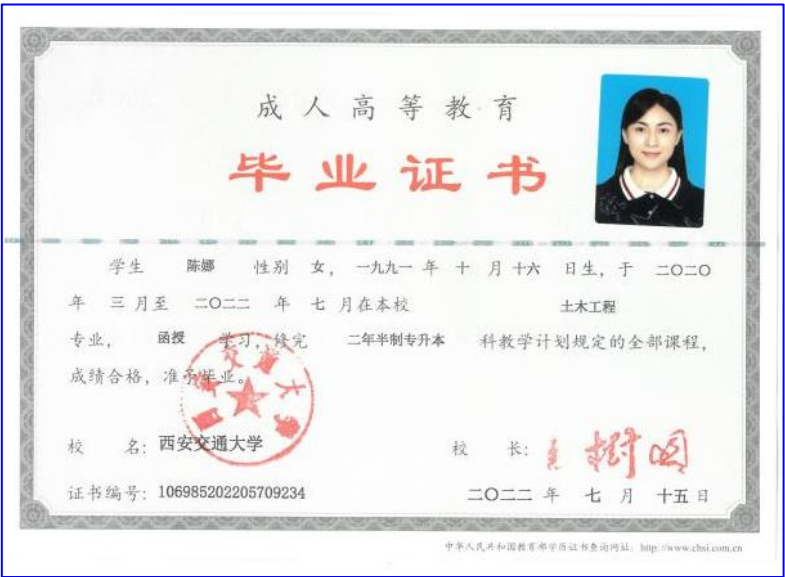 成人高等教育
毕业证书
学生 陈娜 性别 女， 一九九一 年 十 月 十六 日生，于 二〇二〇
年 三 月至 二〇二二 年 七 月在本校 土木工程
专业， 函授 学习，修完 二年半制专升本 科教学计划规定的全部课程，
成绩合格，准予毕业。
西安交通大学
校 名：西安交通大学 校 长：
证书编号：106985202205709234 二〇二二 年 七 月 十五 日
中华人民共和国教育部学历证书查询网址：http://www.chsi.com.cn